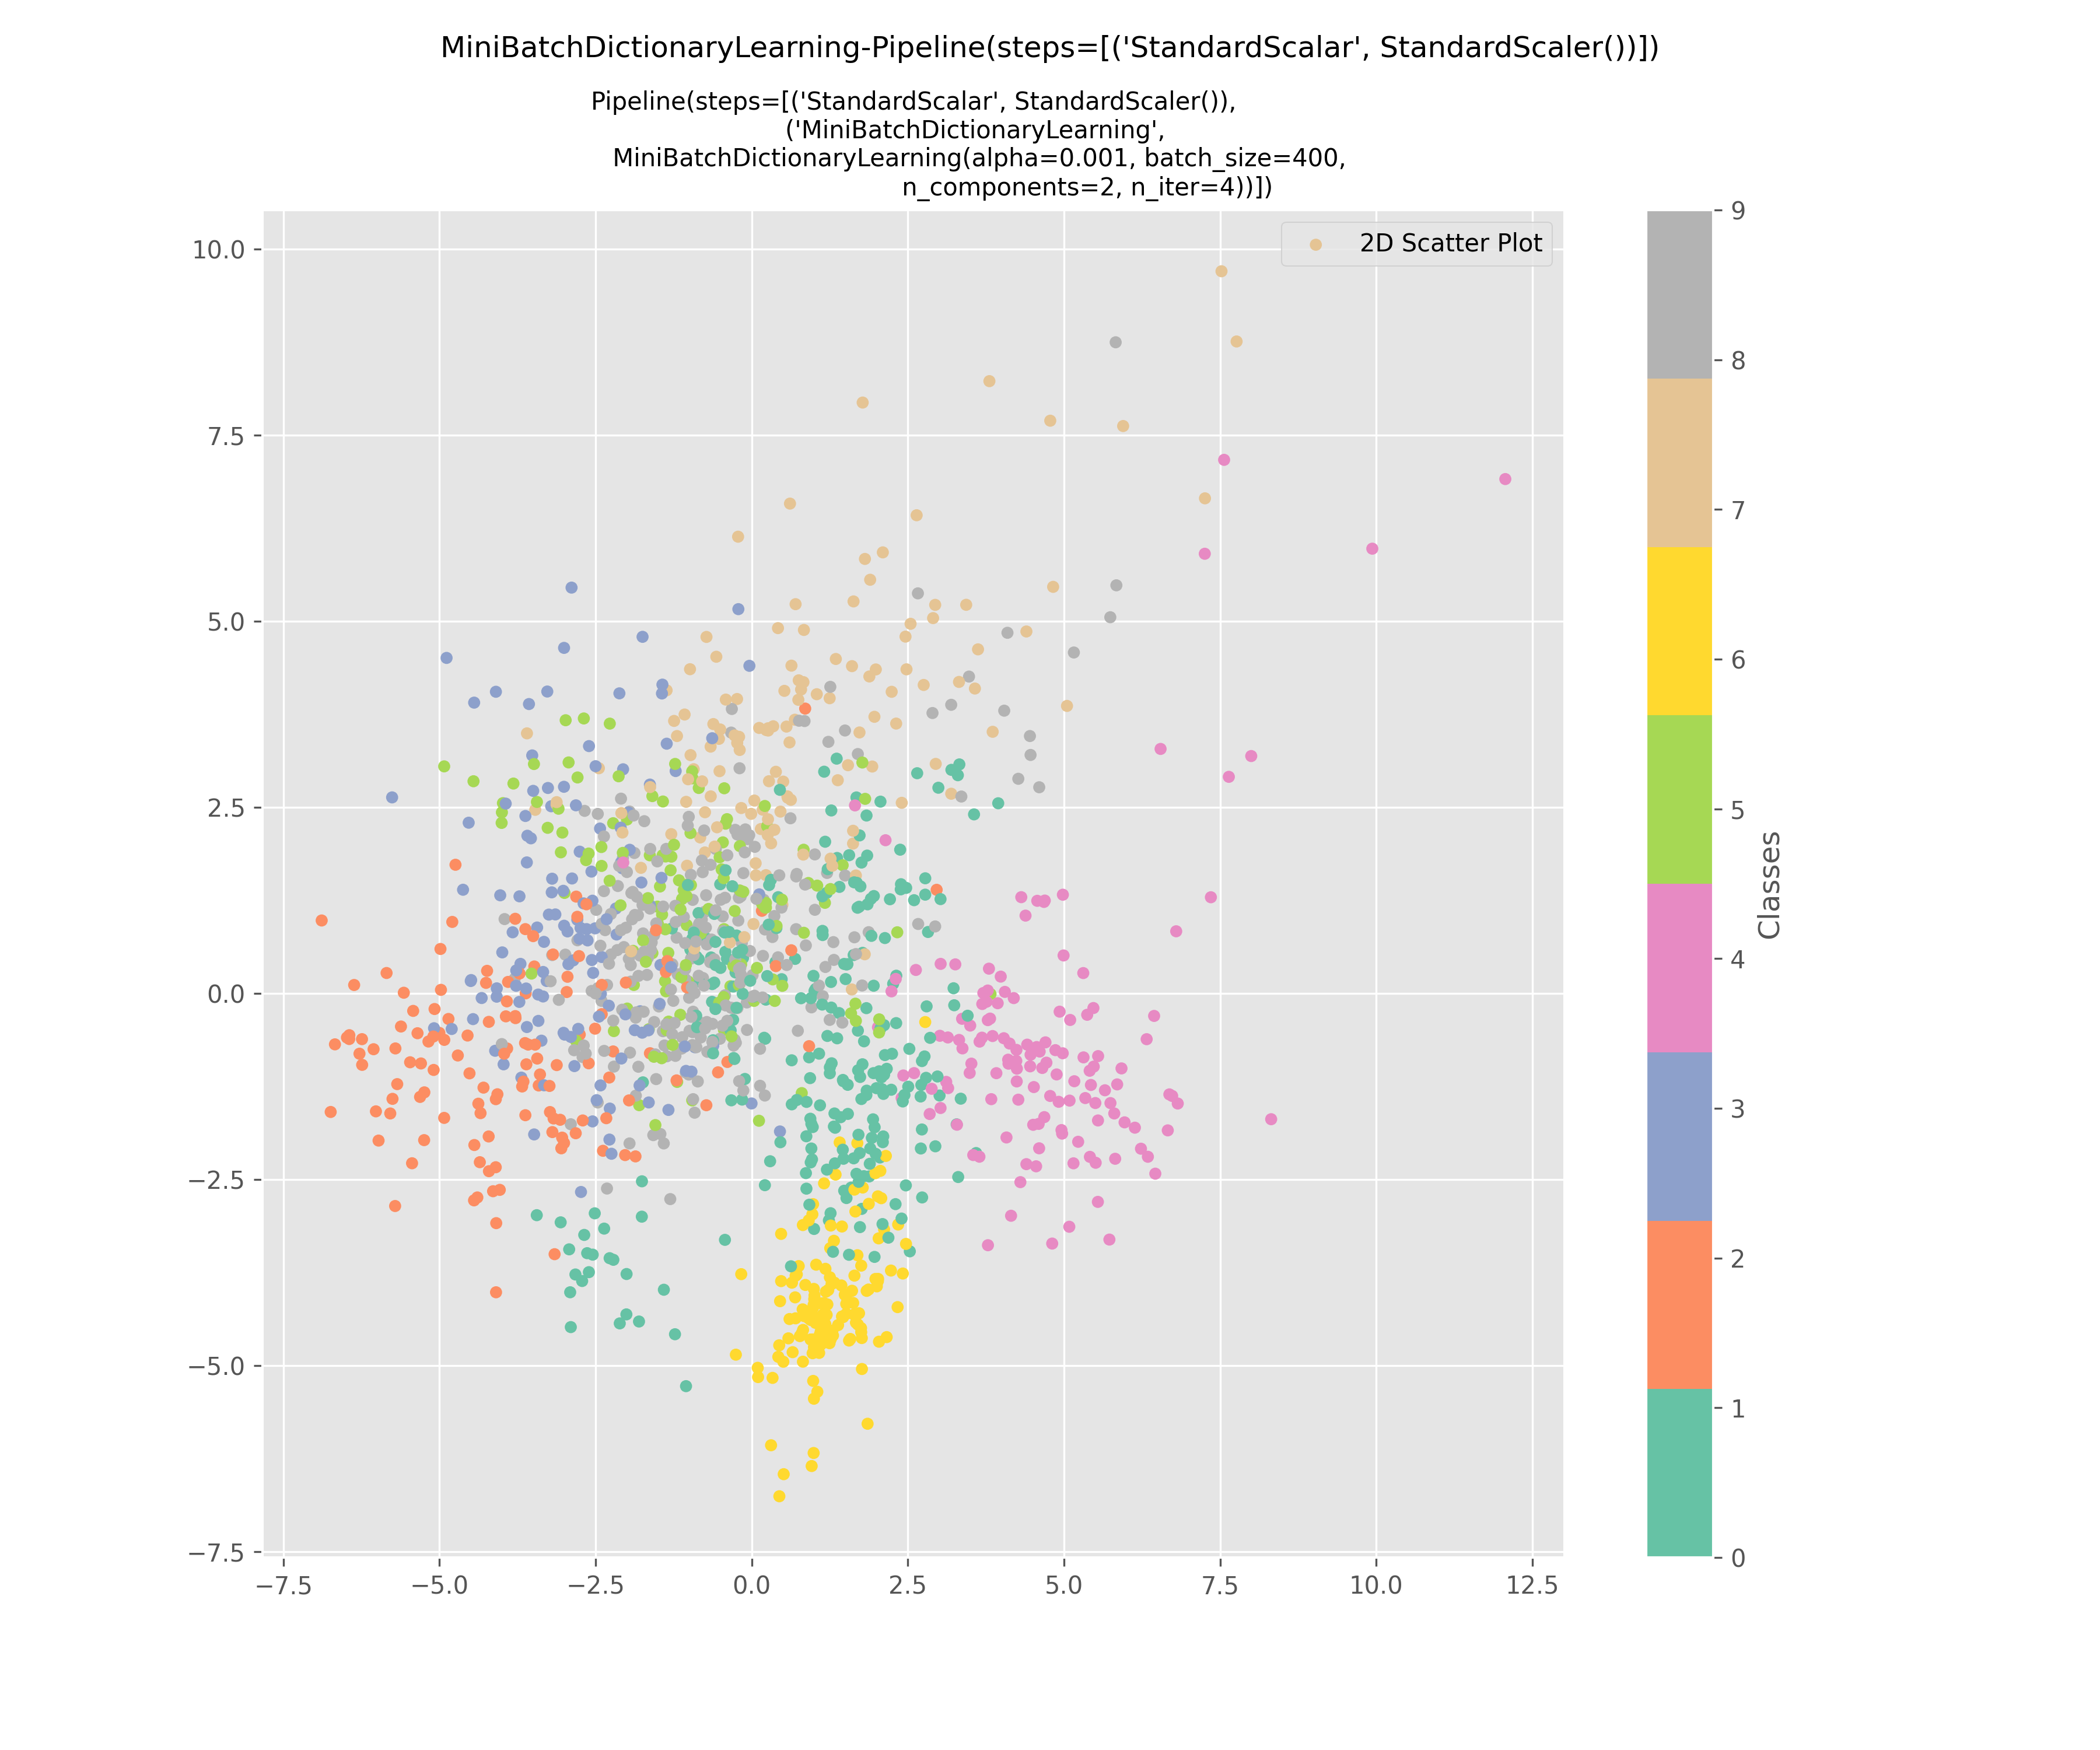 MiniBatchDictionaryLearning-Pipeline(steps=[('StandardScalar', StandardScaler())])
Pipeline(steps=[('StandardScalar', StandardScaler()),
('MiniBatchDictionaryLearning',
MiniBatchDictionaryLearning(alpha=0.001, batch_size=400,
n_components=2, n_iter=4))])
2D Scatter Plot
10.0
7.5
5.0
2.5
0.0
−2.5
−5.0
−7.5
−7.5 −5.0 −2.5 0.0 2.5 5.0 7.5 10.0 12.5
9
8
7
6
5
4
3
2
1
0
Classes